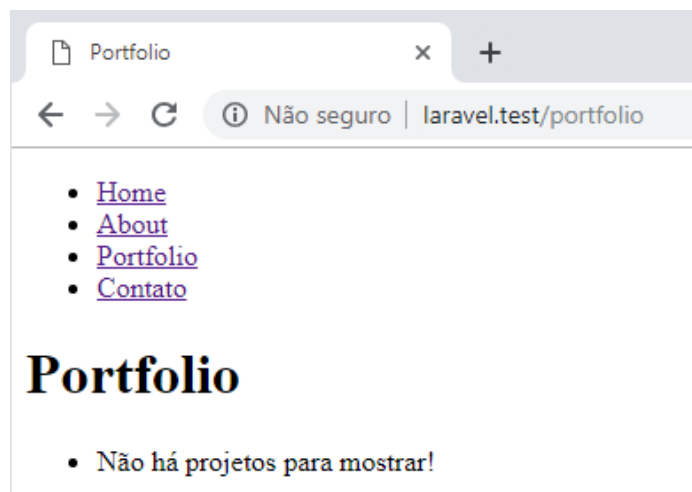 Portfolio
Não seguro | laravel.test/portfolio
Home
About
Portfolio
Contato
Portfolio
Não há projetos para mostrar!